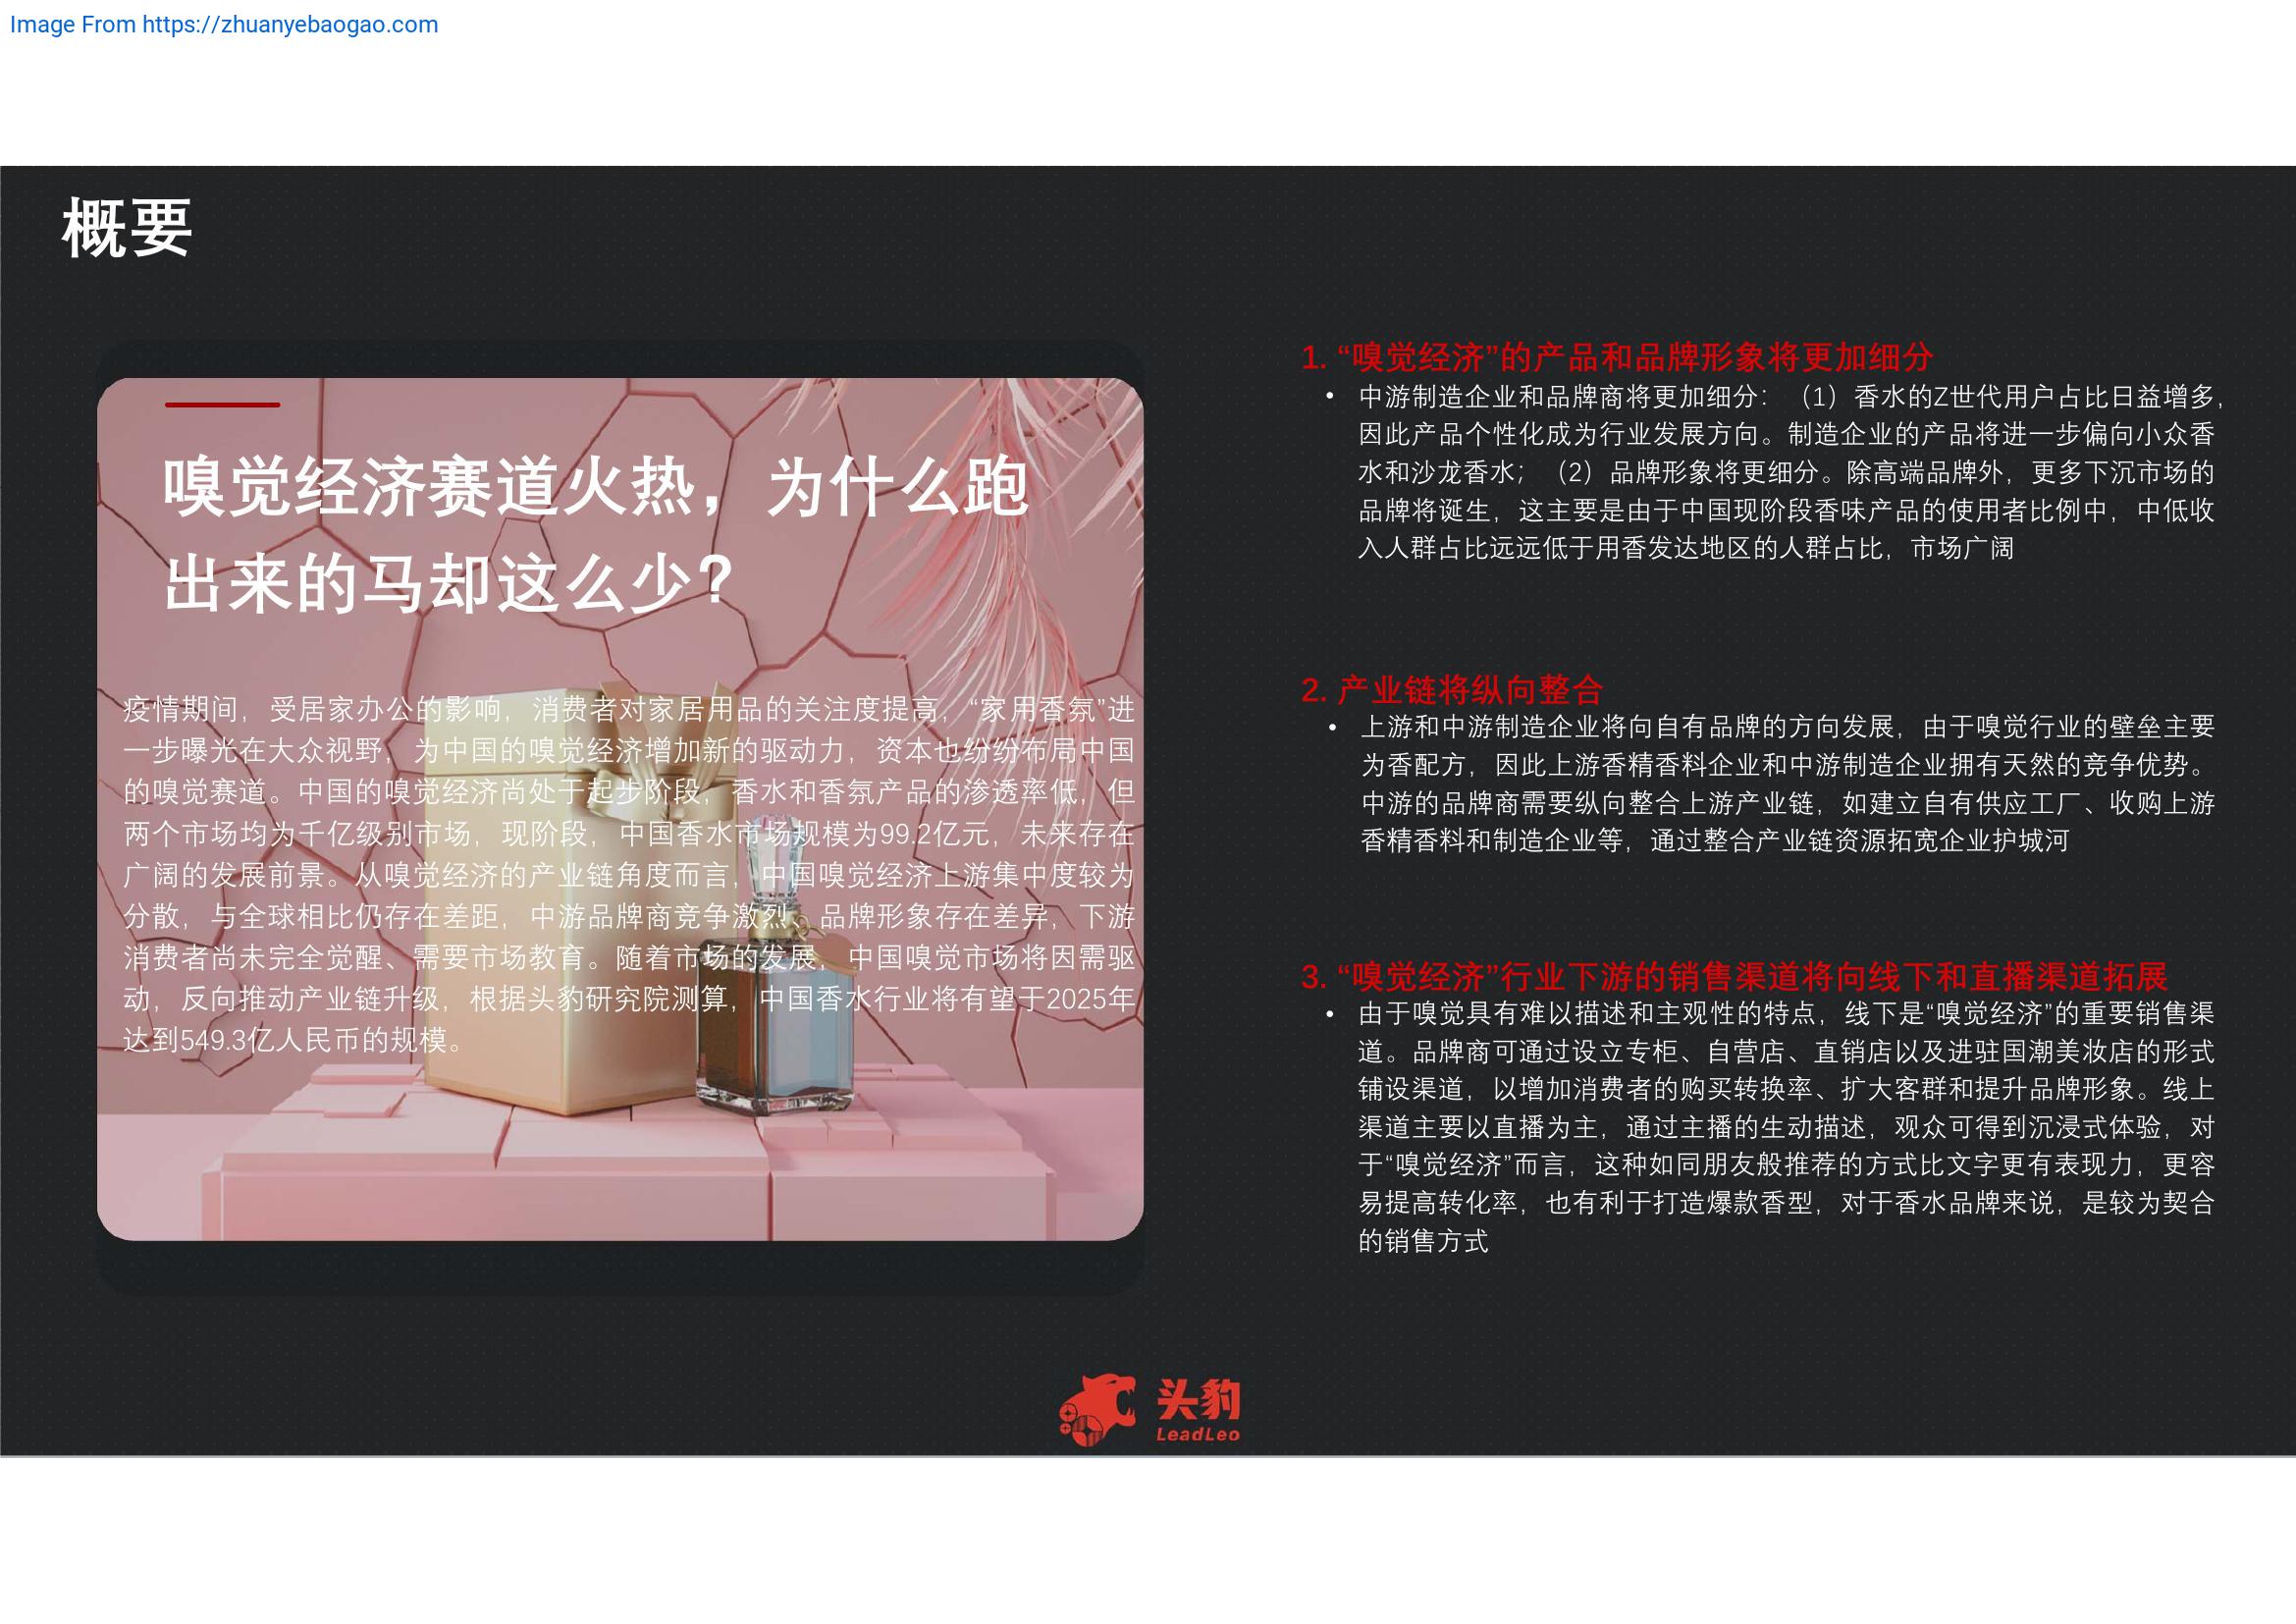 Image From https://zhuanyebaogao.com
概要
嗅觉经济赛道火热，为什么跑
出来的马却这么少？
疫情期间，受居家办公的影响，消费者对家居用品的关注度提高，“家用香氛”进
一步曝光在大众视野，为中国的嗅觉经济增加新的驱动力，资本也纷纷布局中国
的嗅觉赛道。中国的嗅觉经济尚处于起步阶段，香水和香氛产品的渗透率低，但
两个市场均为千亿级别市场，现阶段，中国香水市场规模为99.2亿元，未来存在
广阔的发展前景。从嗅觉经济的产业链角度而言，中国嗅觉经济上游集中度较为
分散，与全球相比仍存在差距，中游品牌商竞争激烈、品牌形象存在差异，下游
消费者尚未完全觉醒、需要市场教育。随着市场的发展，中国嗅觉市场将因需驱
动，反向推动产业链升级，根据头豹研究院测算，中国香水行业将有望于2025年
达到549.3亿人民币的规模。
1. “嗅觉经济”的产品和品牌形象将更加细分
• 中游制造企业和品牌商将更加细分：（1）香水的Z世代用户占比日益增多，
因此产品个性化成为行业发展方向。制造企业的产品将进一步偏向小众香
水和沙龙香水；（2）品牌形象将更细分。除高端品牌外，更多下沉市场的
品牌将诞生，这主要是由于中国现阶段香味产品的使用者比例中，中低收
入人群占比远远低于用香发达地区的人群占比，市场广阔
2. 产业链将纵向整合
• 上游和中游制造企业将向自有品牌的方向发展，由于嗅觉行业的壁垒主要
为香配方，因此上游香精香料企业和中游制造企业拥有天然的竞争优势。
中游的品牌商需要纵向整合上游产业链，如建立自有供应工厂、收购上游
香精香料和制造企业等，通过整合产业链资源拓宽企业护城河
3. “嗅觉经济”行业下游的销售渠道将向线下和直播渠道拓展
• 由于嗅觉具有难以描述和主观性的特点，线下是“嗅觉经济”的重要销售渠
道。品牌商可通过设立专柜、自营店、直销店以及进驻国潮美妆店的形式
铺设渠道，以增加消费者的购买转换率、扩大客群和提升品牌形象。线上
渠道主要以直播为主，通过主播的生动描述，观众可得到沉浸式体验，对
于“嗅觉经济”而言，这种如同朋友般推荐的方式比文字更有表现力，更容
易提高转化率，也有利于打造爆款香型，对于香水品牌来说，是较为契合
的销售方式
头豹
LeadLeo